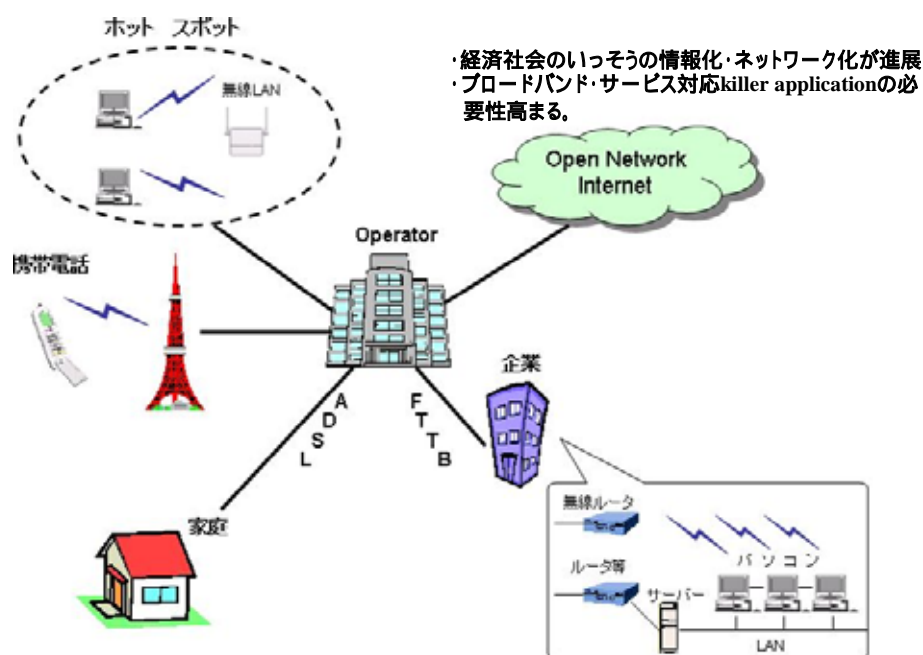 ホット スポット
・経済社会のいっそうの情報化・ネットワーク化が進展
・ブロードバンド・サービス対応killer applicationの必
要性高まる。
無線LAN
Open Network
Internet
Operator
携帯電話
企業
ADSL
FTTB
家庭
無線ルータ
パソコン
ルータ等
サーバー
LAN